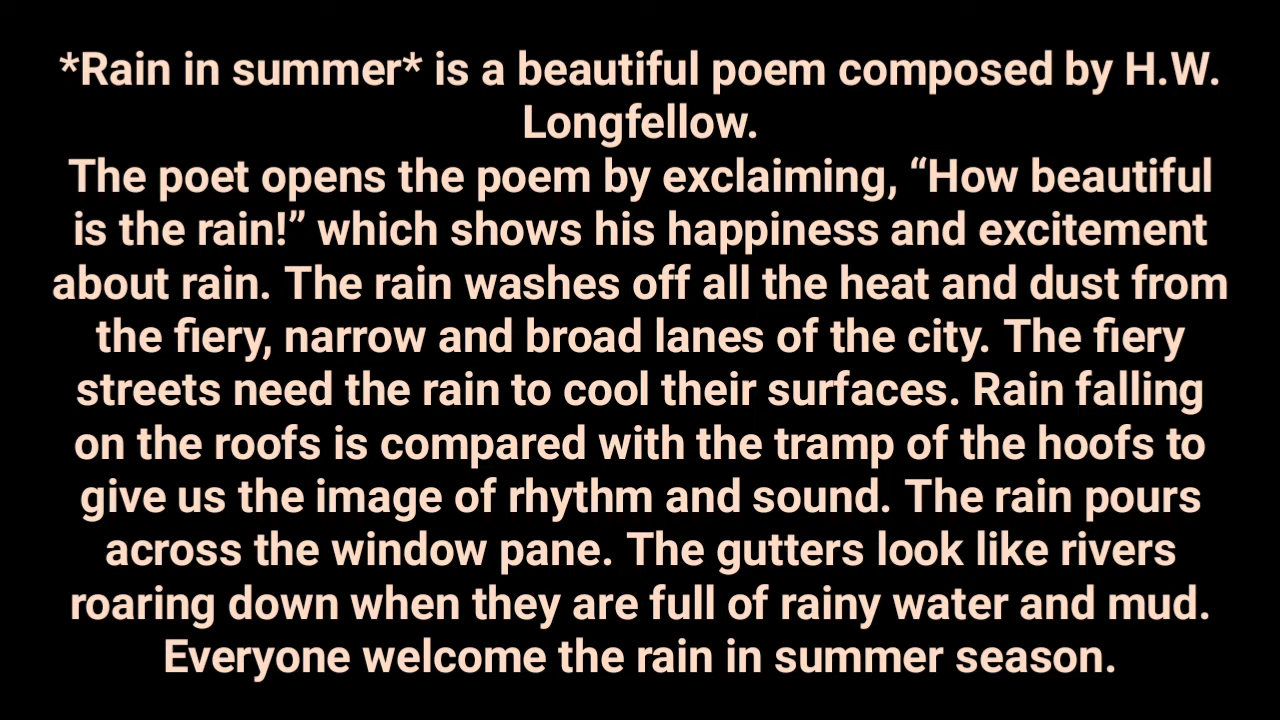 *Rain in summer* is a beautiful poem composed by H.W.
Longfellow.
The poet opens the poem by exclaiming, “How beautiful
is the rain!” which shows his happiness and excitement
about rain. The rain washes off all the heat and dust from
the fiery, narrow and broad lanes of the city. The fiery
streets need the rain to cool their surfaces. Rain falling
on the roofs is compared with the tramp of the hoofs to
give us the image of rhythm and sound. The rain pours
across the window pane. The gutters look like rivers
roaring down when they are full of rainy water and mud.
Everyone welcome the rain in summer season.